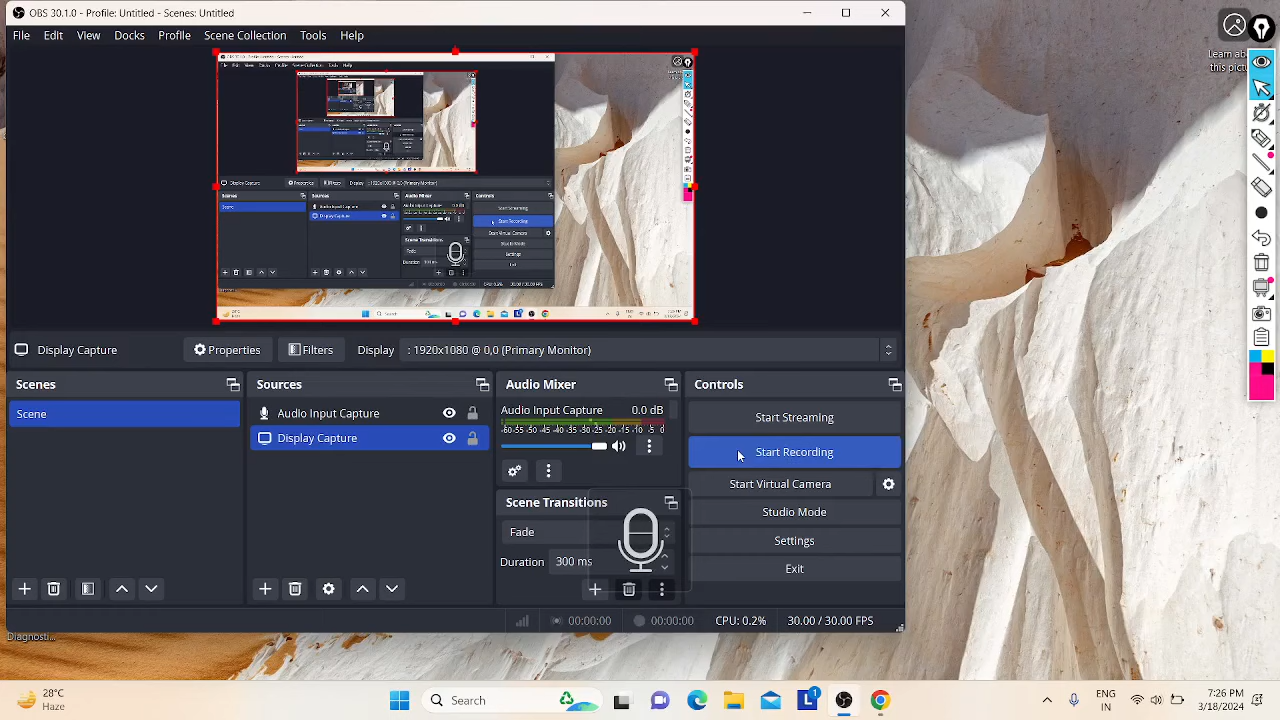 OBS 30.1.0 - Profile: Untitled - Scenes: Untitled
File Edit View Docks Profile Scene Collection Tools Help
Learn ab
this pict
Display Capture Properties Filters Display : 1920x1080 @ 0,0 (Primary Monitor)
Scenes
Scene
Sources
Audio Input Capture
Display Capture
Audio Mixer
Audio Input Capture 0.0 dB
-60 -55 -50 -45 -40 -35 -30 -25 -20 -15 -10 -5 0
Scene Transitions
Fade
Duration 300 ms
Controls
Start Streaming
Start Recording
Start Virtual Camera
Studio Mode
Settings
Exit
00:00:00 00:00:00 CPU: 0.2% 30.00 / 30.00 FPS
Diagnosti...
28°C
Haze
Search
1
ENG
IN
7:26 PM
3/18/2024